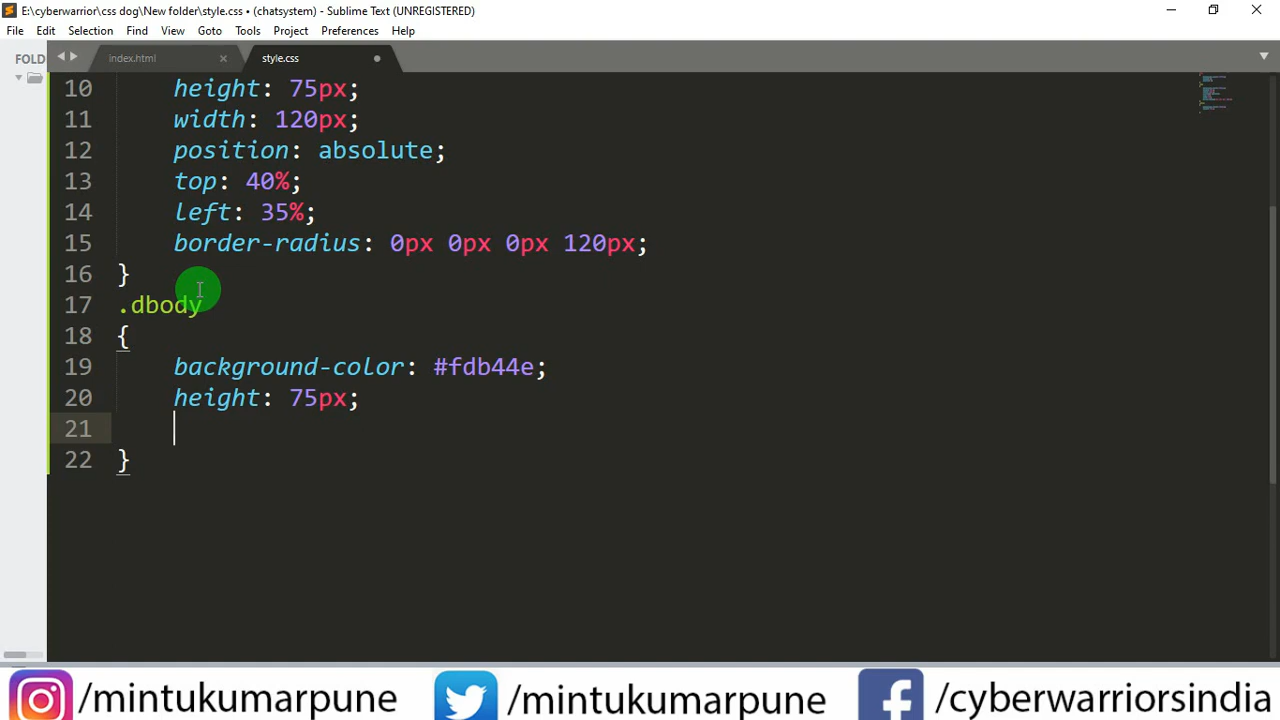 E:\cyberwarrior\css dog\New folder\style.css • (chatsystem) - Sublime Text (UNREGISTERED)
File Edit Selection Find View Goto Tools Project Preferences Help
FOLD
index.html
style.css
10 height: 75px;
11 width: 120px;
12 position: absolute;
13 top: 40%;
14 left: 35%;
15 border-radius: 0px 0px 0px 120px;
16 }
17 .dbody
18 {
19 background-color: #fdb44e;
20 height: 75px;
21
22 }
/mintukumarpune /mintukumarpune /cyberwarriorsindia